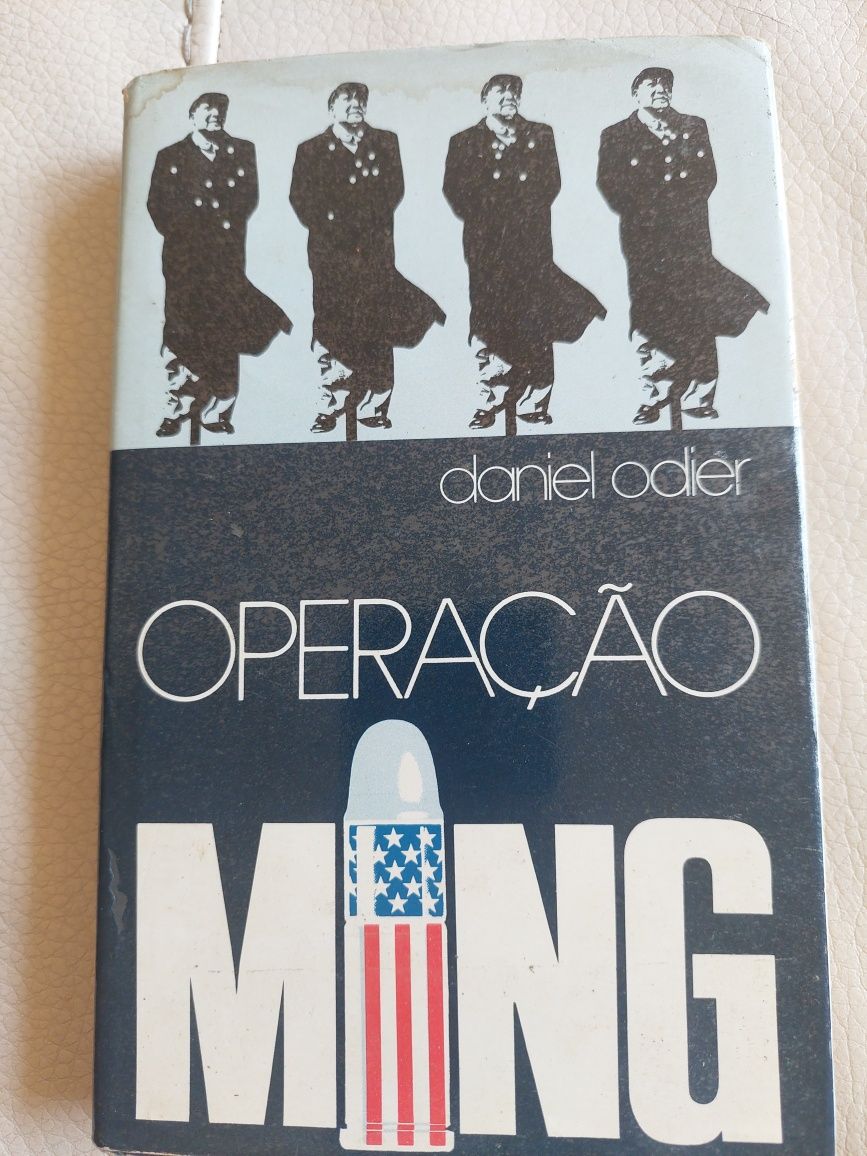 daniel odier
OPERAÇÃO
MING